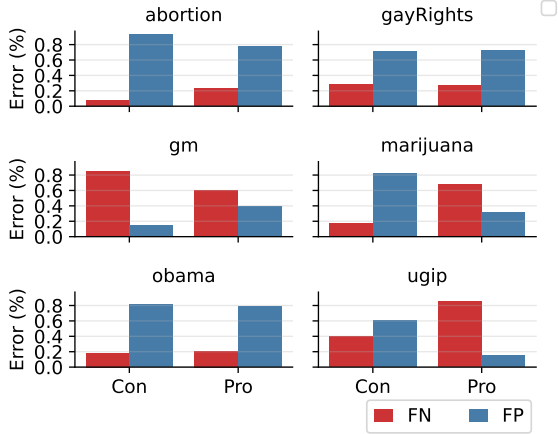 abortion
gayRights
Error (%)
0.8
0.6
0.4
0.2
0.0
gm
marijuana
Error (%)
0.8
0.6
0.4
0.2
0.0
obama
ugip
Error (%)
0.8
0.6
0.4
0.2
0.0
Con
Pro
Con
Pro
FN
FP